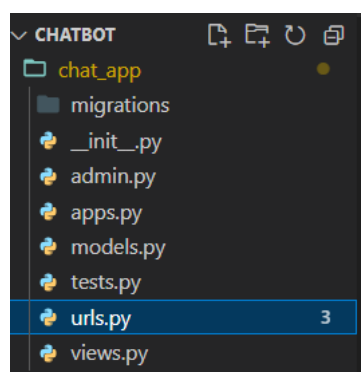 CHATBOT
chat_app
migrations
__init__.py
admin.py
apps.py
models.py
tests.py
urls.py 3
views.py